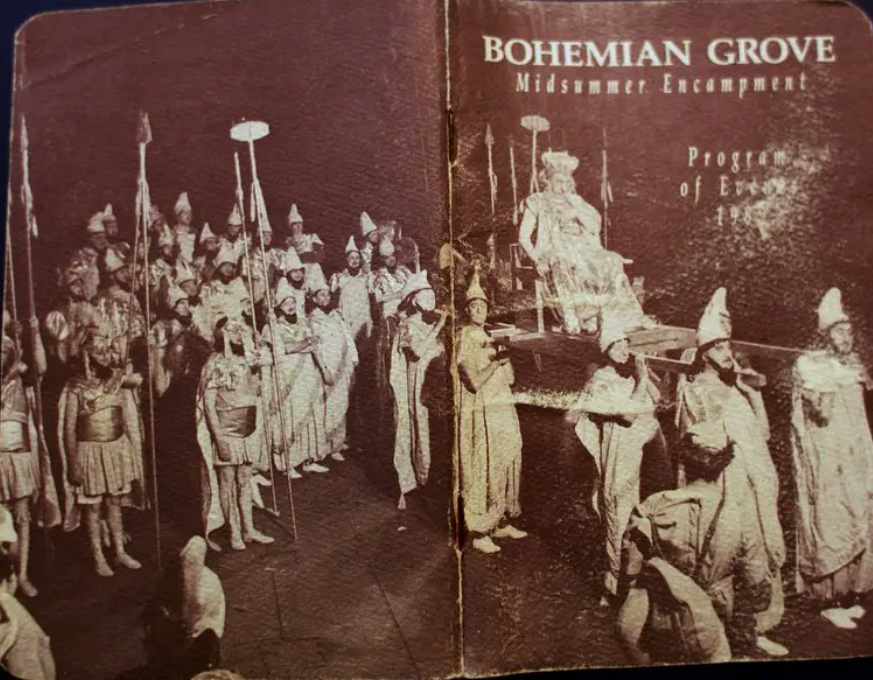 BOHEMIAN GROVE
Midsummer Encampment
Program
of